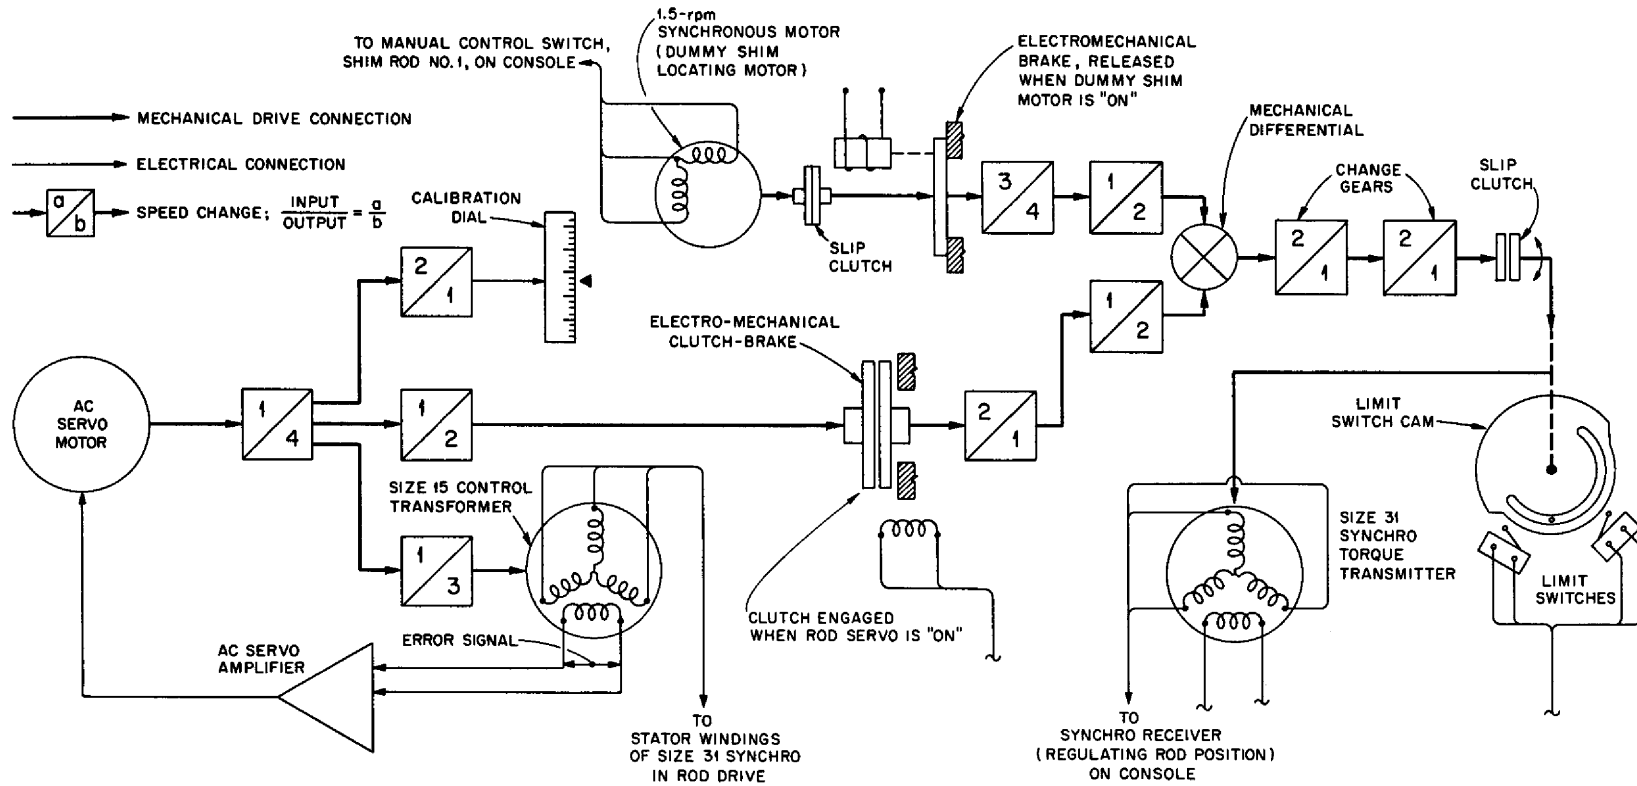 1.5-rpm
SYNCHRONOUS MOTOR
(DUMMY SHIM
LOCATING MOTOR)
TO MANUAL CONTROL SWITCH,
SHIM ROD NO. 1, ON CONSOLE
ELECTROMECHANICAL
BRAKE, RELEASED
WHEN DUMMY SHIM
MOTOR IS "ON"
MECHANICAL
DIFFERENTIAL
MECHANICAL DRIVE CONNECTION
ELECTRICAL CONNECTION
a
b
SPEED CHANGE; INPUT
OUTPUT = a
b
CALIBRATION
DIAL
SLIP
CLUTCH
3
4
1
2
CHANGE
GEARS
SLIP
CLUTCH
2
1
2
1
2
1
1
2
ELECTRO-MECHANICAL
CLUTCH-BRAKE
AC
SERVO
MOTOR
1
4
1
2
2
1
LIMIT
SWITCH CAM
SIZE 15 CONTROL
TRANSFORMER
1
3
SIZE 31
SYNCHRO
TORQUE
TRANSMITTER
LIMIT
SWITCHES
CLUTCH ENGAGED
WHEN ROD SERVO IS "ON"
ERROR SIGNAL
AC SERVO
AMPLIFIER
TO
STATOR WINDINGS
OF SIZE 31 SYNCHRO
IN ROD DRIVE
TO
SYNCHRO RECEIVER
(REGULATING ROD POSITION)
ON CONSOLE